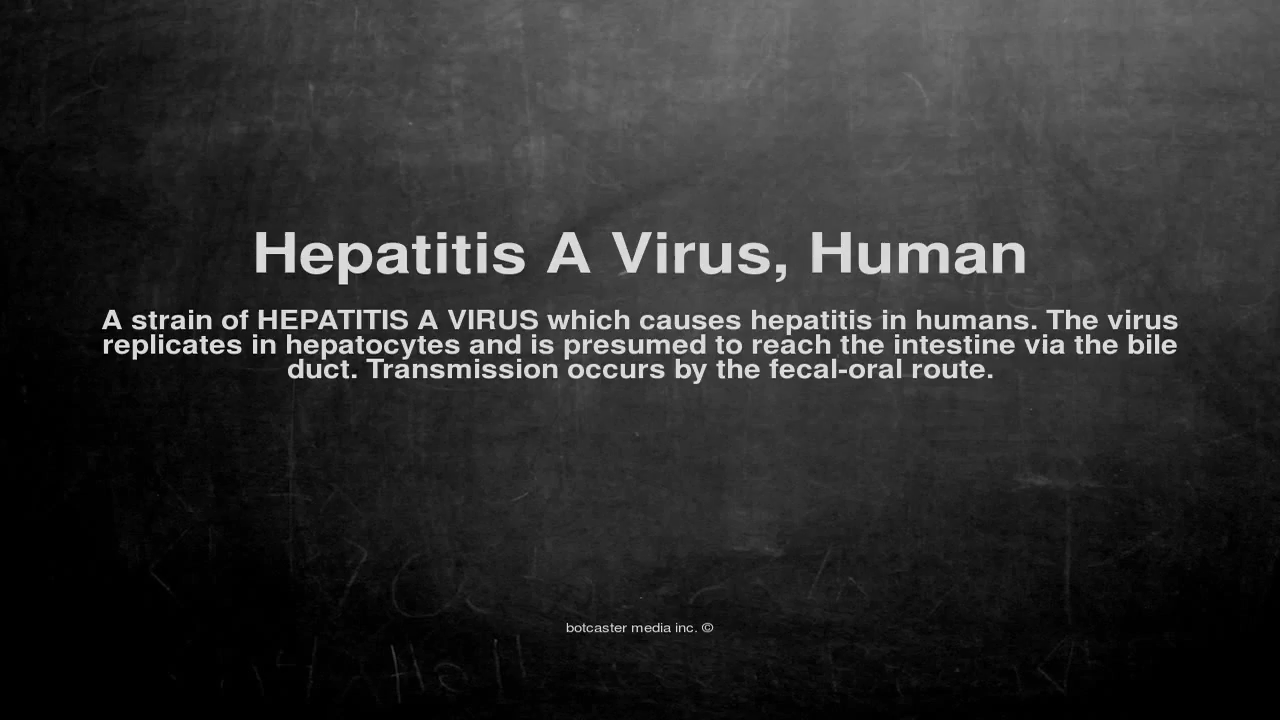 Hepatitis A Virus, Human
A strain of HEPATITIS A VIRUS which causes hepatitis in humans. The virus
replicates in hepatocytes and is presumed to reach the intestine via the bile
duct. Transmission occurs by the fecal-oral route.
botcaster media inc. ©